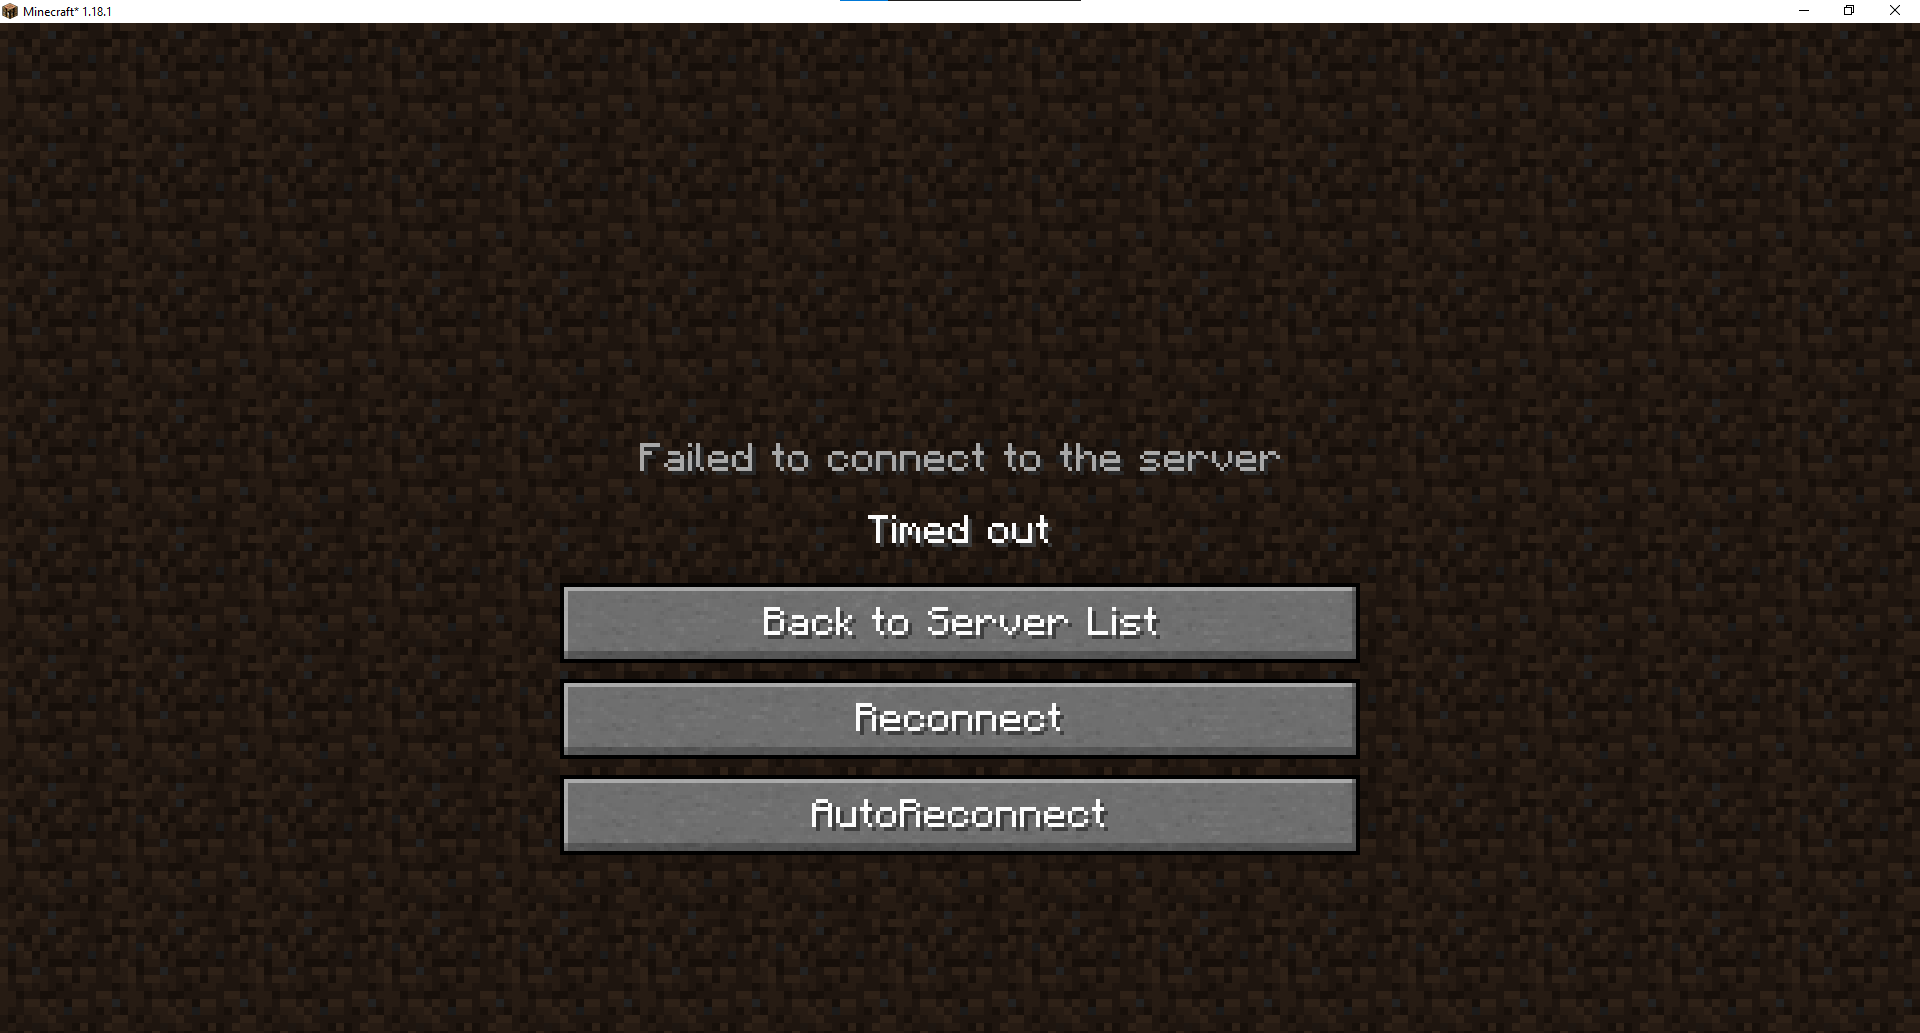 Minecraft* 1.18.1
Failed to connect to the server
Timed out
Back to Server List
Reconnect
AutoReconnect